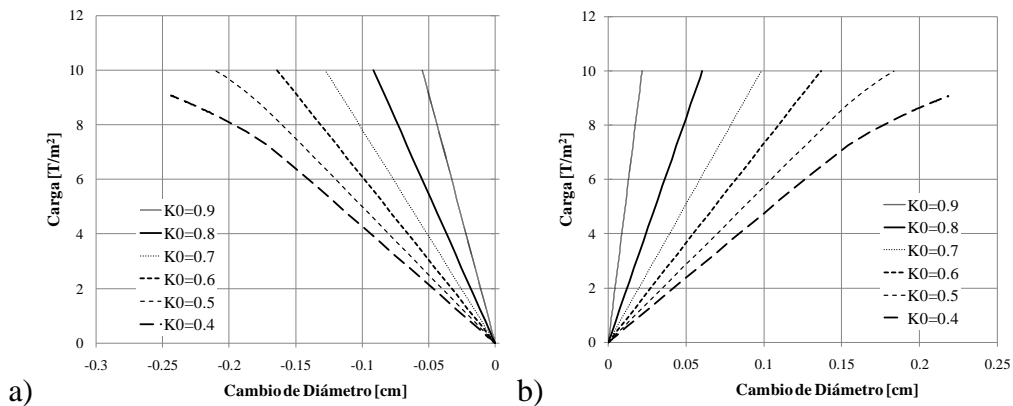 12
10
8
6
4
2
0
Carga [T/m²]
K0=0.9
K0=0.8
K0=0.7
K0=0.6
K0=0.5
K0=0.4
-0.3 -0.25 -0.2 -0.15 -0.1 -0.05 0
Cambio de Diámetro [cm]
a)
12
10
8
6
4
2
0
Carga [T/m²]
K0=0.9
K0=0.8
K0=0.7
K0=0.6
K0=0.5
K0=0.4
0 0.05 0.1 0.15 0.2 0.25
Cambio de Diámetro [cm]
b)